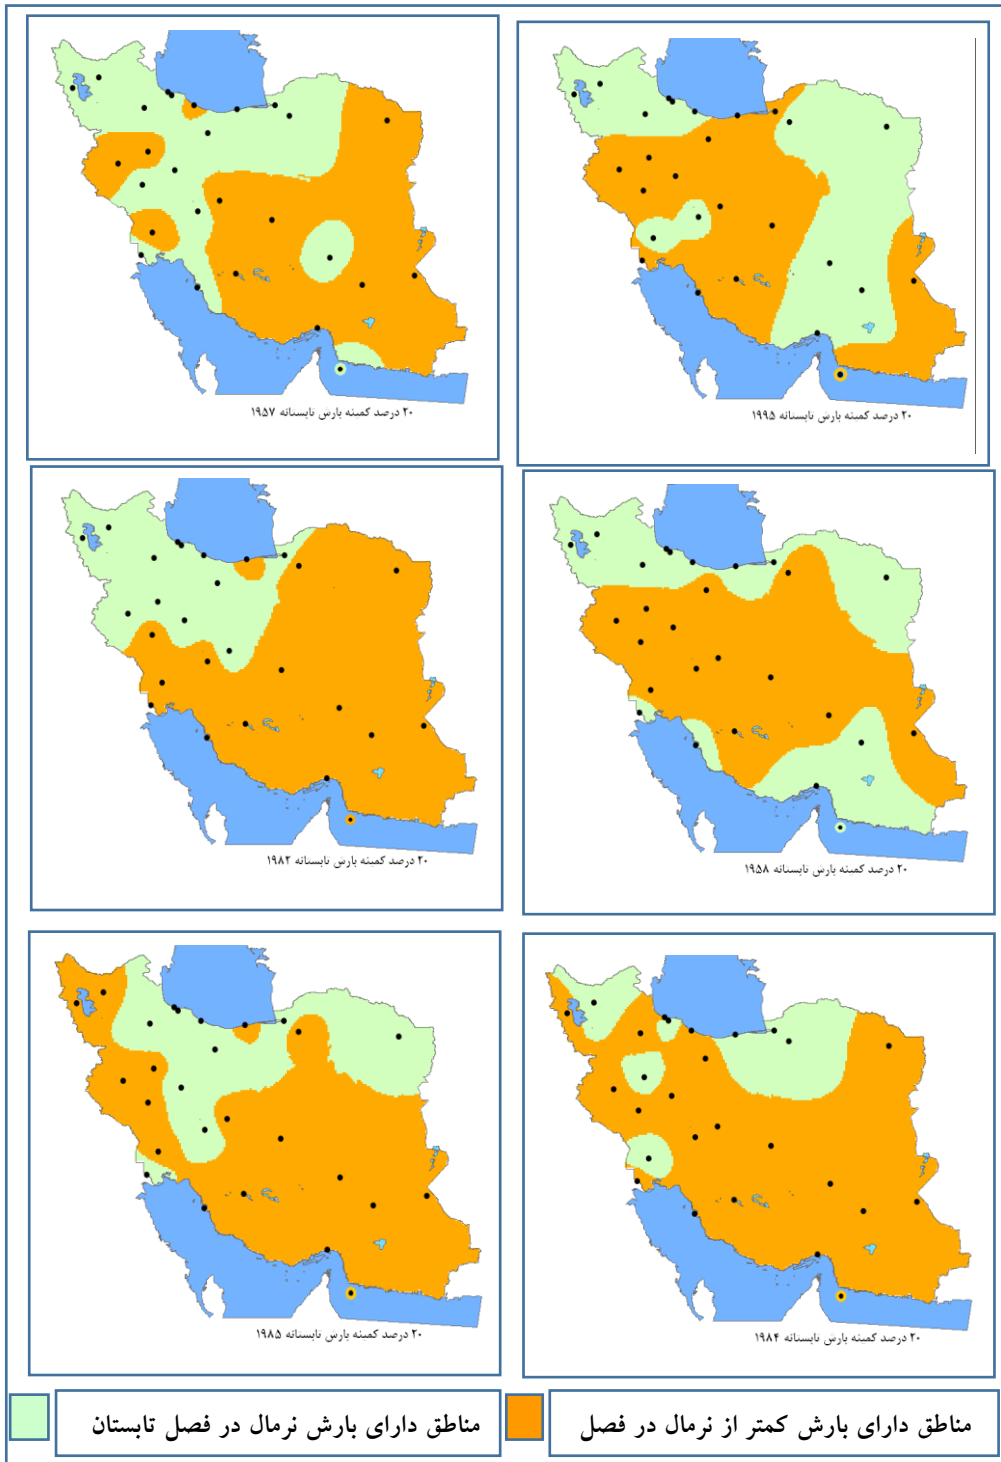 ۲۰ درصد کمینه بارش تابستانه ۱۹۹۵
۲۰ درصد کمینه بارش تابستانه ۱۹۵۷
۲۰ درصد کمینه بارش تابستانه ۱۹۵۸
۲۰ درصد کمینه بارش تابستانه ۱۹۸۲
۲۰ درصد کمینه بارش تابستانه ۱۹۸۴
۲۰ درصد کمینه بارش تابستانه ۱۹۸۵
مناطق دارای بارش کمتر از نرمال در فصل
مناطق دارای بارش نرمال در فصل تابستان